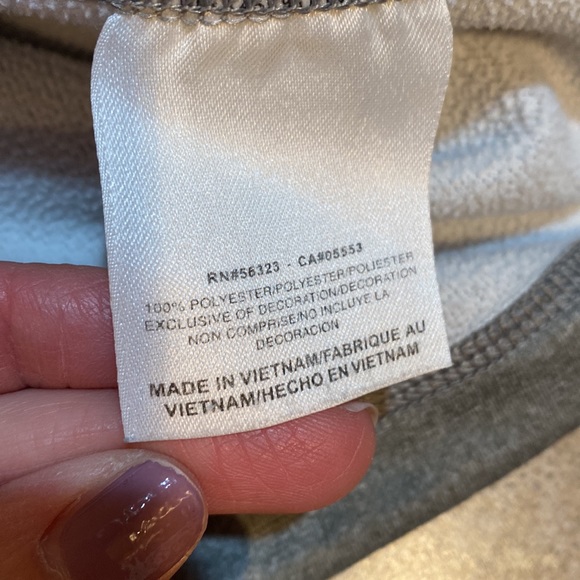 RN#56323 - CA#05553
100% POLYESTER/POLYESTER/POLIESTER
EXCLUSIVE OF DECORATION/DECORATION
NON COMPRISE/NO INCLUYE LA
DECORACION
MADE IN VIETNAM/FABRIQUE AU
VIETNAM/HECHO EN VIETNAM